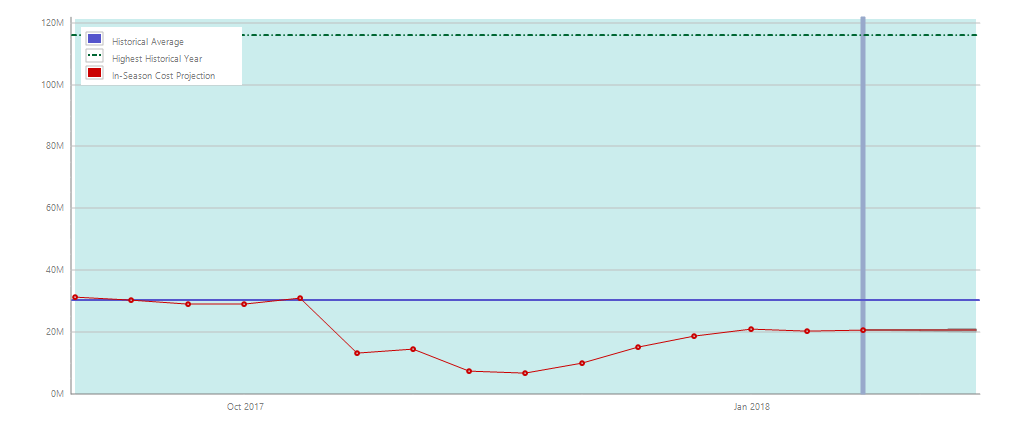 120M
Historical Average
Highest Historical Year
In-Season Cost Projection
100M
80M
60M
40M
20M
0M
Oct 2017 Jan 2018